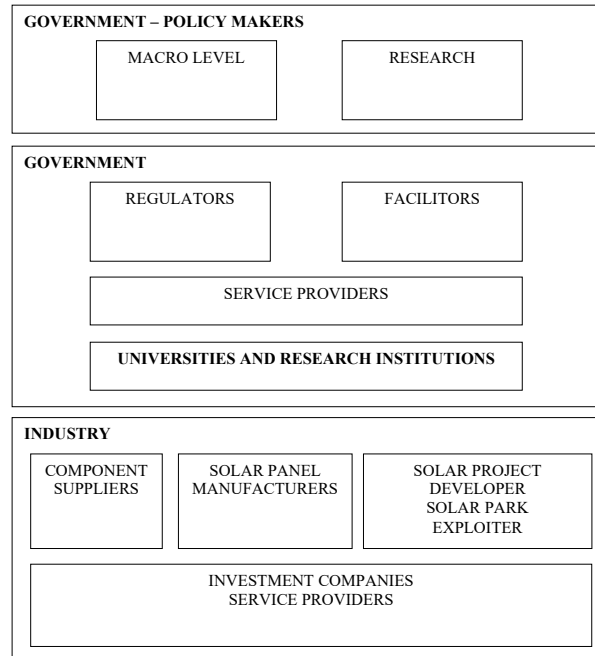 GOVERNMENT – POLICY MAKERS
MACRO LEVEL
RESEARCH
GOVERNMENT
REGULATORS
FACILITORS
SERVICE PROVIDERS
UNIVERSITIES AND RESEARCH INSTITUTIONS
INDUSTRY
COMPONENT
SUPPLIERS
SOLAR PANEL
MANUFACTURERS
SOLAR PROJECT
DEVELOPER
SOLAR PARK
EXPLOITER
INVESTMENT COMPANIES
SERVICE PROVIDERS